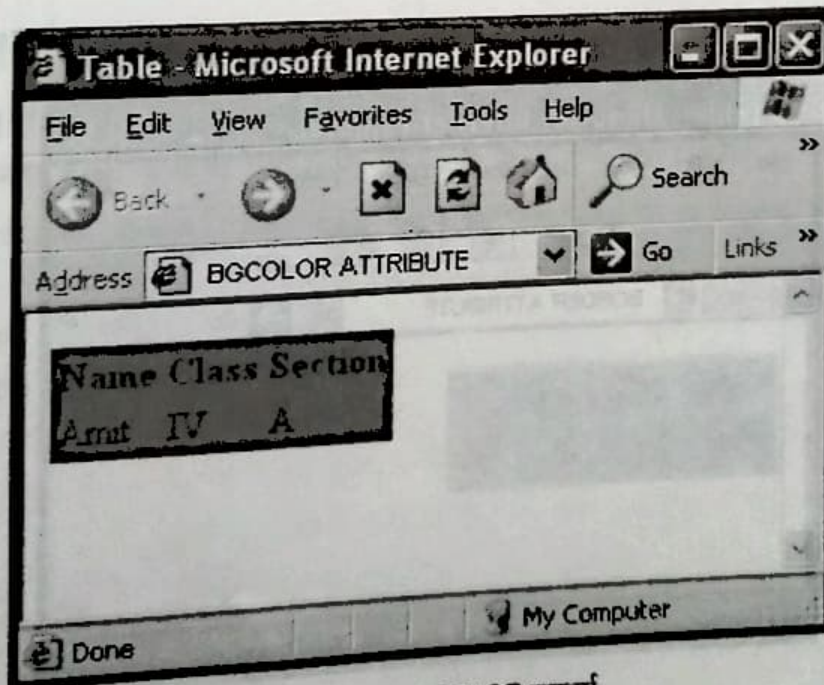 Table - Microsoft Internet Explorer
File Edit View Favorites Tools Help
Back Search
Address BGCOLOR ATTRIBUTE Go Links
Name Class Section
Amit IV A
Done My Computer